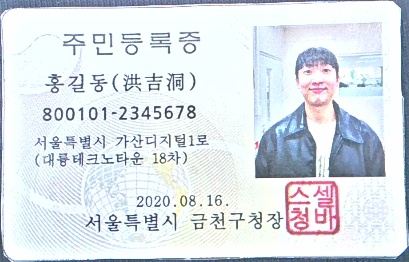 주민등록증
홍길동(洪吉洞)
800101-2345678
서울특별시 가산디지털1로
(대륭테크노타운 18차)
2020.08.16.
서울특별시 금천구청장
스셀
청바